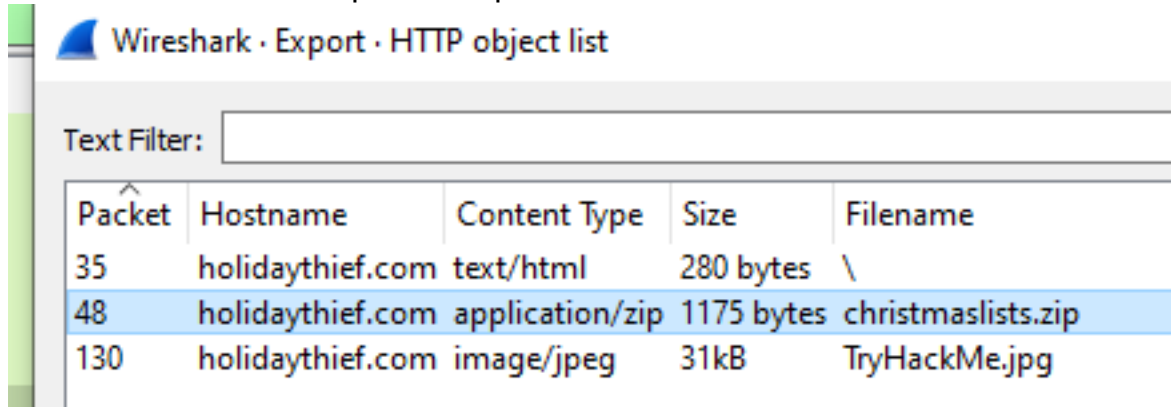 Wireshark · Export · HTTP object list
Text Filter:
Packet Hostname Content Type Size Filename
35 holidaythief.com text/html 280 bytes \
48 holidaythief.com application/zip 1175 bytes christmaslists.zip
130 holidaythief.com image/jpeg 31kB TryHackMe.jpg